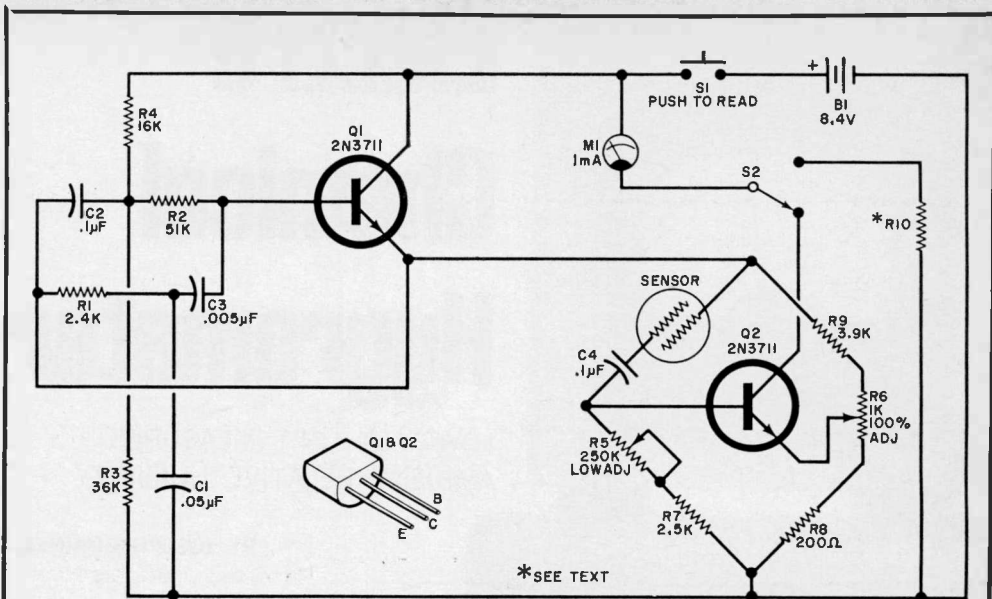 R4
16K
Q1
2N3711
S1
PUSH TO READ
+
B1
8.4V
M1
1mA
S2
C2
.1µF
R2
51K
*R10
R1
2.4K
C3
.005µF
SENSOR
R9
3.9K
C4
.1µF
Q2
2N3711
R6
1K
100%
ADJ
R5
250K
LOW ADJ
Q1&Q2
R3
36K
C1
.05µF
B
C
E
R7
2.5K
R8
200Ω
*SEE TEXT